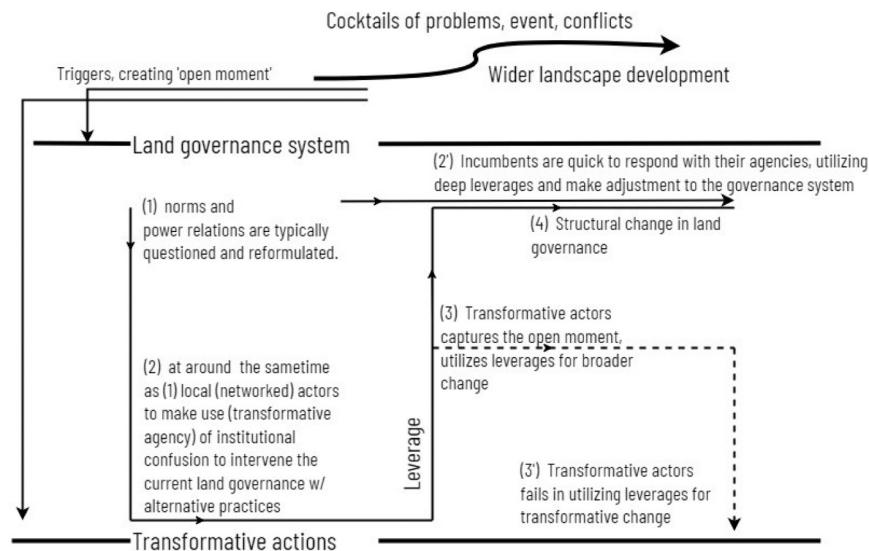 Cocktails of problems, event, conflicts
Triggers, creating 'open moment'
Wider landscape development
Land governance system
(2') Incumbents are quick to respond with their agencies, utilizing
deep leverages and make adjustment to the governance system
(1) norms and
power relations are typically
questioned and reformulated.
(4) Structural change in land
governance
(3) Transformative actors
captures the open moment,
utilizes leverages for broader
change
(2) at around the sametime
as (1) local (networked) actors
to make use (transformative
agency) of institutional
confusion to intervene the
current land governance w/
alternative practices
Leverage
(3') Transformative actors
fails in utilizing leverages for
transformative change
Transformative actions